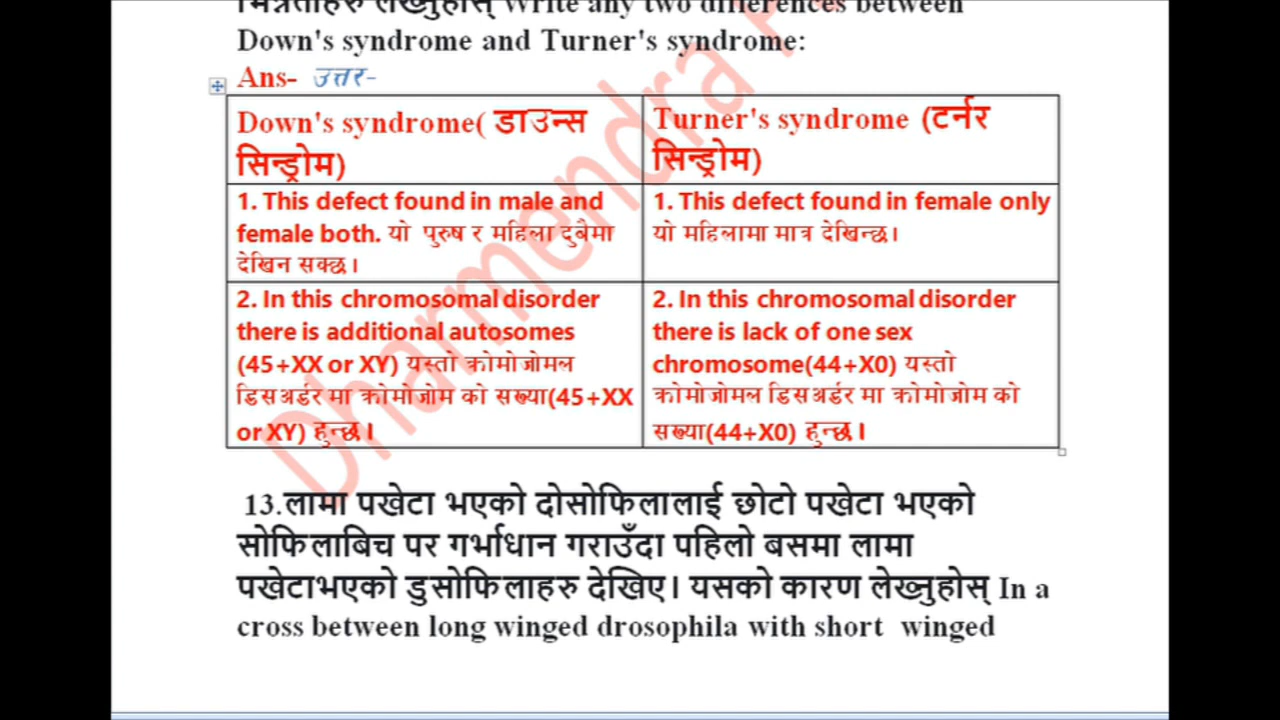 भिन्नताहरु लेख्नुहोस् Write any two differences between
Down's syndrome and Turner's syndrome:
Ans- उत्तर-
Down's syndrome( डाउन्स
सिन्ड्रोम)
Turner's syndrome (टर्नर
सिन्ड्रोम)
1. This defect found in male and
female both. यो पुरुष र महिला दुबैमा
देखिन सक्छ।
1. This defect found in female only
यो महिलामा मात्र देखिन्छ।
2. In this chromosomal disorder
there is additional autosomes
(45+XX or XY) यस्तो क्रोमोजोमल
डिसअर्डर मा क्रोमोजोम को सख्या(45+XX
or XY) हुन्छ।
2. In this chromosomal disorder
there is lack of one sex
chromosome(44+X0) यस्तो
क्रोमोजोमल डिसअर्डर मा क्रोमोजोम को
सख्या(44+X0) हुन्छ।
13.लामा पखेटा भएको दोसोफिलालाई छोटो पखेटा भएको
सोफिलाबिच पर गर्भाधान गराउँदा पहिलो बसमा लामा
पखेटाभएको डुसोफिलाहरु देखिए। यसको कारण लेख्नुहोस् In a
cross between long winged drosophila with short winged
Dharmendra